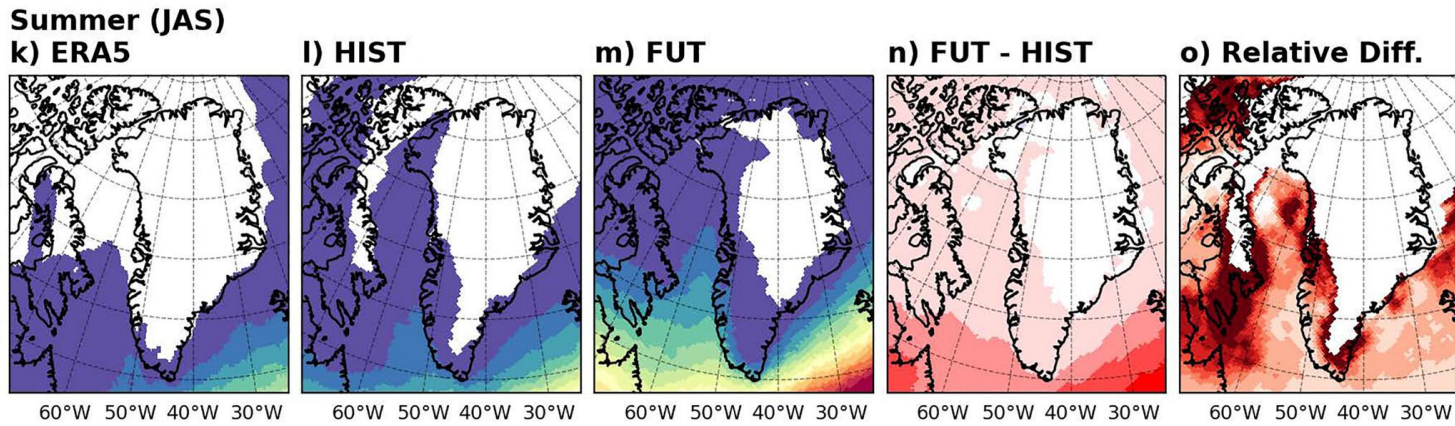 Summer (JAS)
k) ERA5 l) HIST m) FUT n) FUT - HIST o) Relative Diff.
60°W 50°W 40°W 30°W 60°W 50°W 40°W 30°W 60°W 50°W 40°W 30°W 60°W 50°W 40°W 30°W 60°W 50°W 40°W 30°W